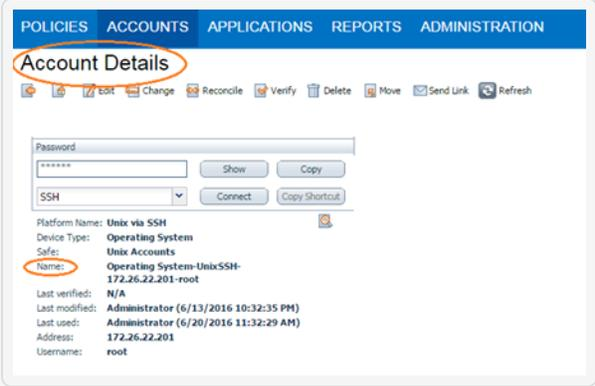 POLICIES ACCOUNTS APPLICATIONS REPORTS ADMINISTRATION
Account Details
Edit Change Reconcile Verify Delete Move Send Link Refresh
Password
******
Show Copy
SSH Connect Copy Shortcut
Platform Name: Unix via SSH
Device Type: Operating System
Safe: Unix Accounts
Name: Operating System-UnixSSH-
172.26.22.201-root
Last verified: N/A
Last modified: Administrator (6/13/2016 10:32:35 PM)
Last used: Administrator (6/20/2016 11:32:29 AM)
Address: 172.26.22.201
Username: root